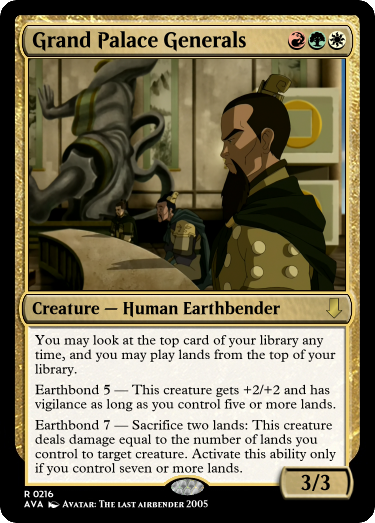 Grand Palace Generals
Creature — Human Earthbender
You may look at the top card of your library any
time, and you may play lands from the top of your
library.
Earthbond 5 — This creature gets +2/+2 and has
vigilance as long as you control five or more lands.
Earthbond 7 — Sacrifice two lands: This creature
deals damage equal to the number of lands you
control to target creature. Activate this ability only
if you control seven or more lands.
3/3
R 0216
AVA Avatar: The last airbender 2005